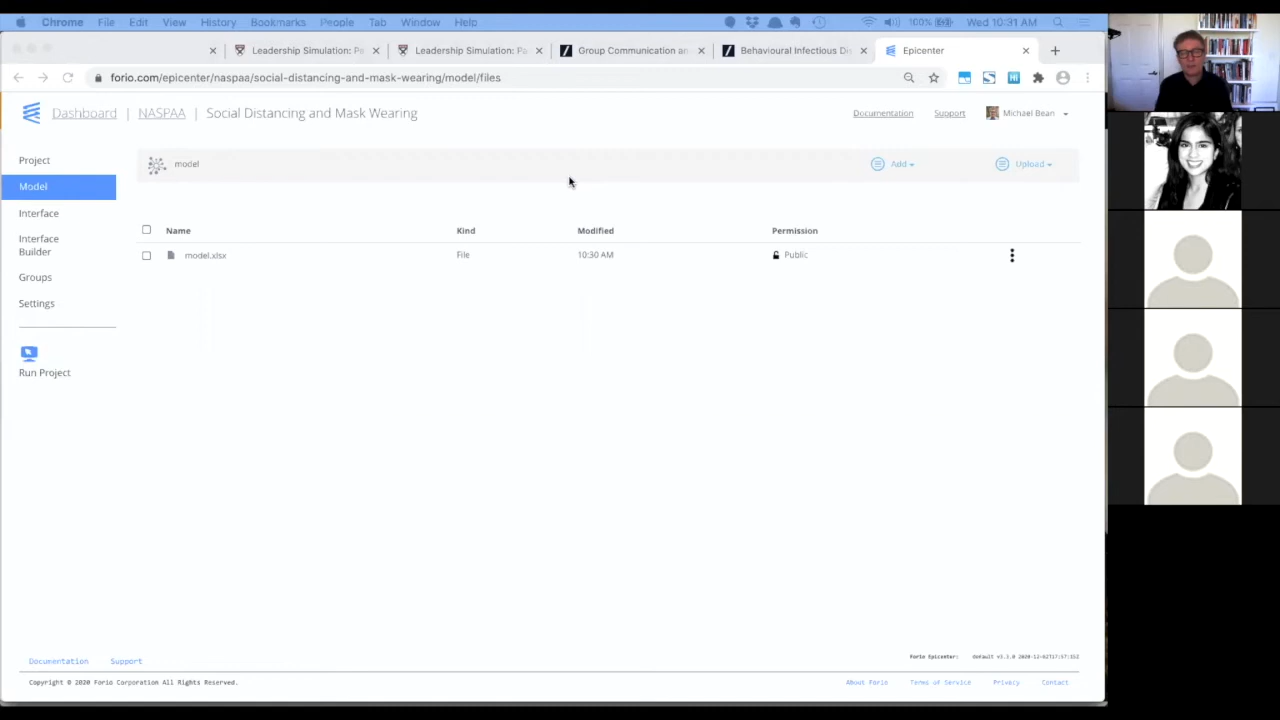 Chrome File Edit View History Bookmarks People Tab Window Help 100% Wed 10:31 AM
Leadership Simulation: Pa Leadership Simulation: Pa Group Communication an Behavioural Infectious Di Epicenter
forio.com/epicenter/naspaa/social-distancing-and-mask-wearing/model/files
Dashboard | NASPAA | Social Distancing and Mask Wearing Documentation Support Michael Bean
Project
model Add Upload
Model
Interface
Name Kind Modified Permission
Interface
Builder
model.xlsx File 10:30 AM Public
Groups
Settings
Run Project
Documentation Support
Forio Epicenter:
Copyright © 2020 Forio Corporation All Rights Reserved. About Forio Terms of Service Privacy Contact